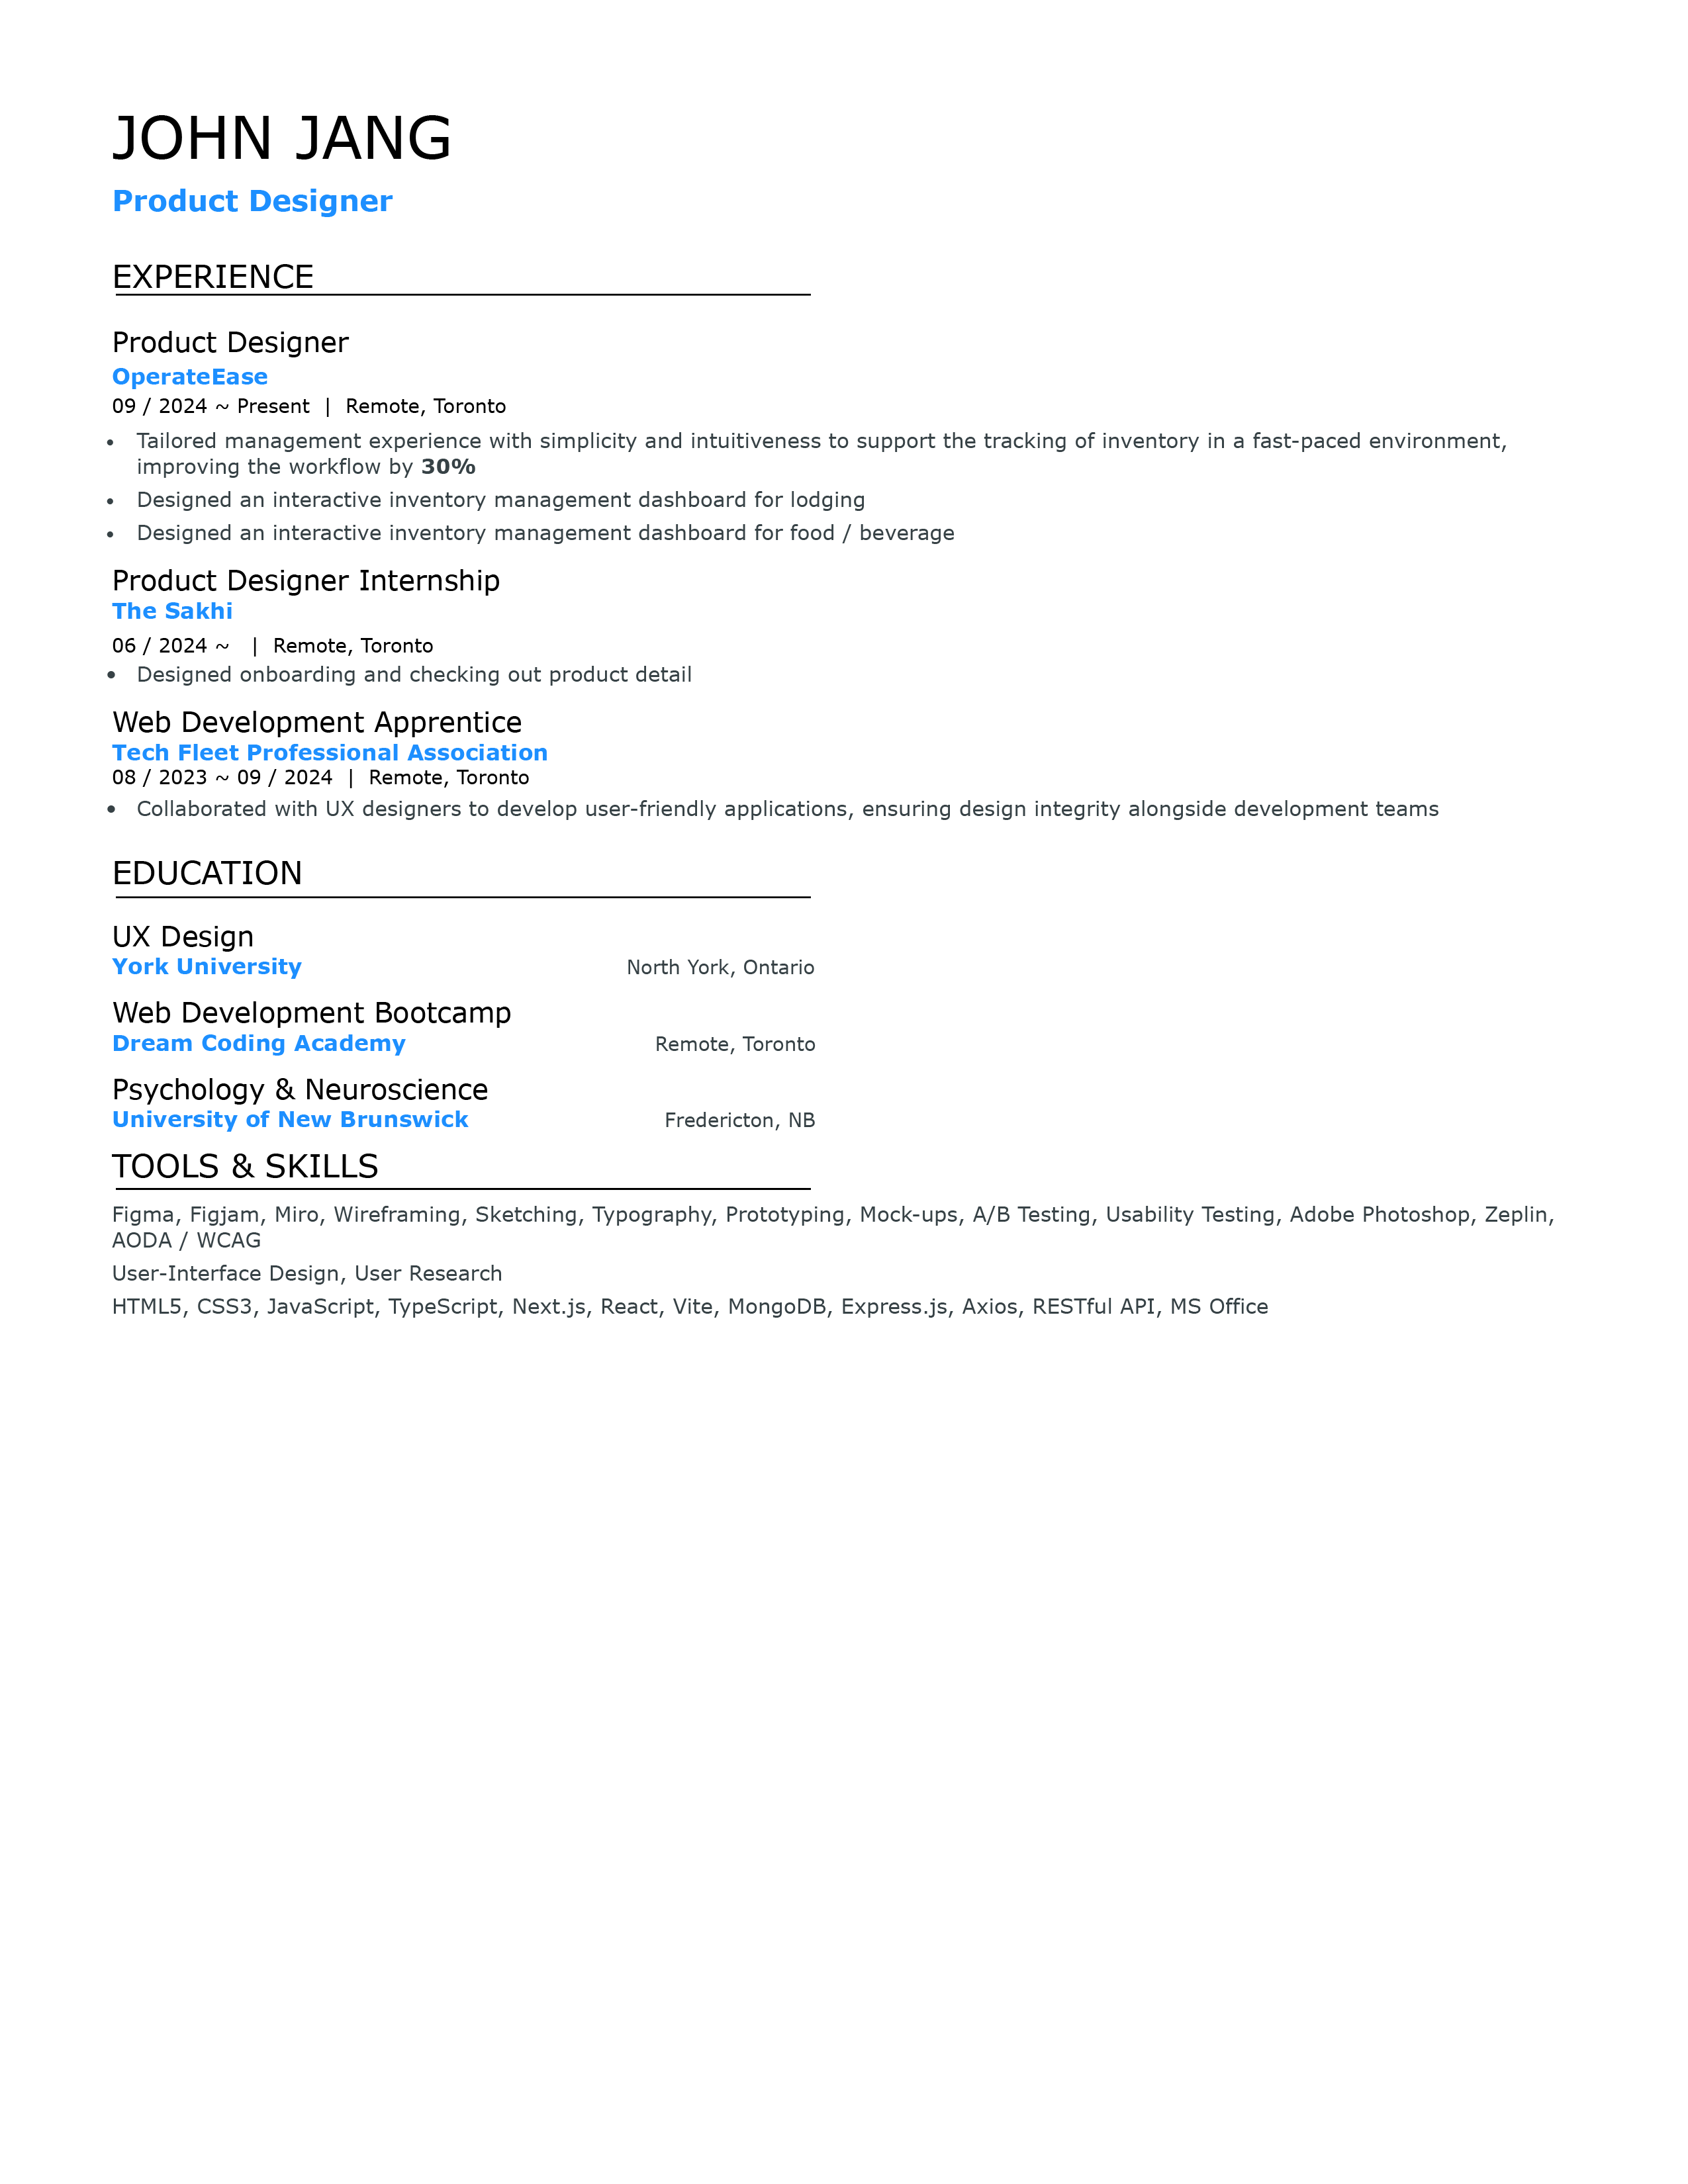 JOHN JANG
Product Designer
EXPERIENCE
Product Designer
OperateEase
09 / 2024 ~ Present | Remote, Toronto
• Tailored management experience with simplicity and intuitiveness to support the tracking of inventory in a fast-paced environment,
improving the workflow by 30%
• Designed an interactive inventory management dashboard for lodging
• Designed an interactive inventory management dashboard for food / beverage
Product Designer Internship
The Sakhi
06 / 2024 ~ | Remote, Toronto
• Designed onboarding and checking out product detail
Web Development Apprentice
Tech Fleet Professional Association
08 / 2023 ~ 09 / 2024 | Remote, Toronto
• Collaborated with UX designers to develop user-friendly applications, ensuring design integrity alongside development teams
EDUCATION
UX Design
York University North York, Ontario
Web Development Bootcamp
Dream Coding Academy Remote, Toronto
Psychology & Neuroscience
University of New Brunswick Fredericton, NB
TOOLS & SKILLS
Figma, Figjam, Miro, Wireframing, Sketching, Typography, Prototyping, Mock-ups, A/B Testing, Usability Testing, Adobe Photoshop, Zeplin,
AODA / WCAG
User-Interface Design, User Research
HTML5, CSS3, JavaScript, TypeScript, Next.js, React, Vite, MongoDB, Express.js, Axios, RESTful API, MS Office